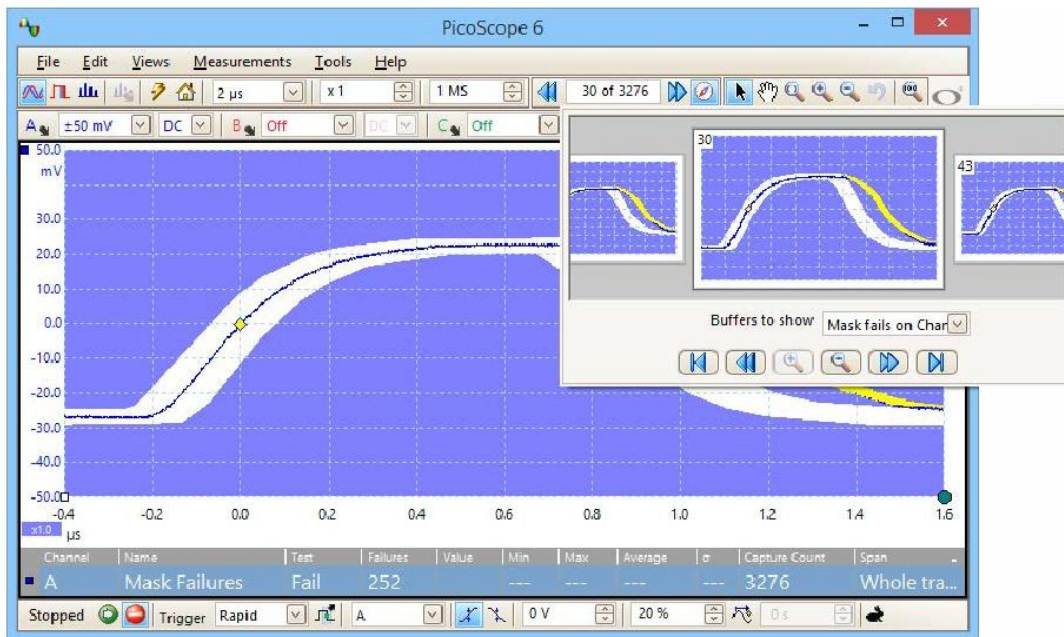 PicoScope 6
File Edit Views Measurements Tools Help
2 µs x 1 1 MS 30 of 3276
A ±50 mV DC B Off DC C Off
50.0
mV
30.0
20.0
10.0
0.0
-10.0
-20.0
-30.0
-40.0
-50.0
-0.4 -0.2 0.0 0.2 0.4 0.6 0.8 1.0 1.2 1.4 1.6
x1.0 µs
30
43
Buffers to show Mask fails on Char
Channel Name Test Failures Value Min Max Average σ Capture Count Span
A Mask Failures Fail 252 --- --- --- --- 3276 Whole tra...
Stopped Trigger Rapid A 0 V 20 % 0 s